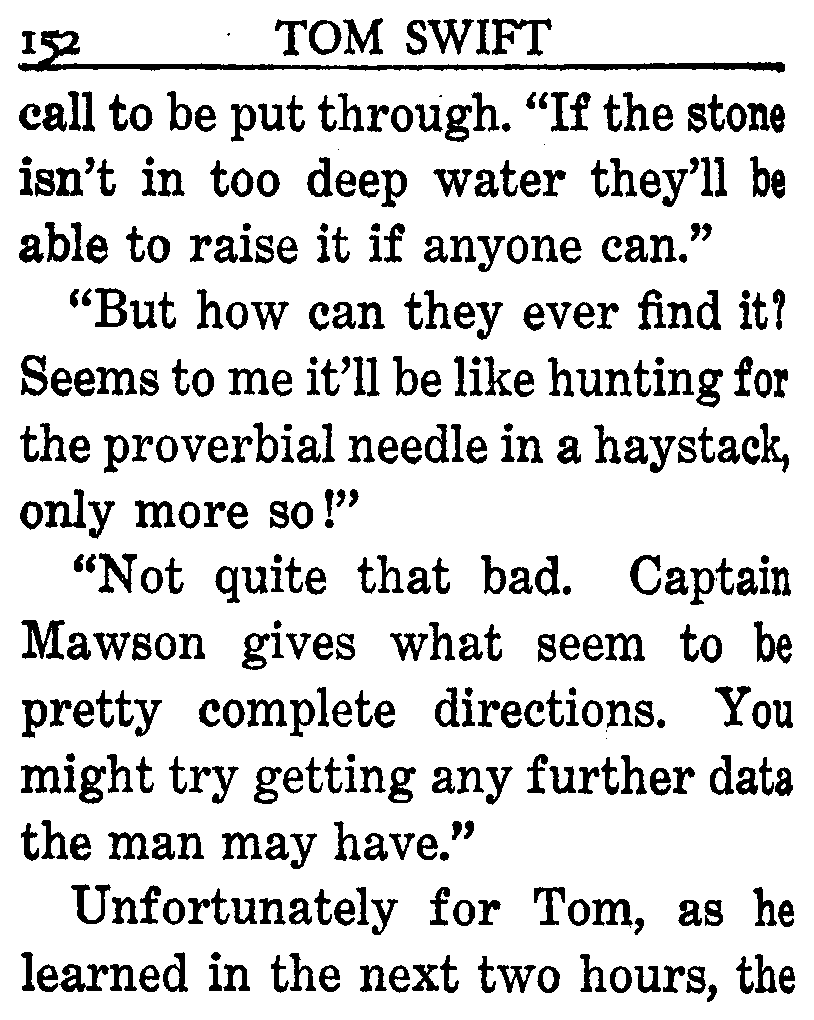 152 TOM SWIFT
call to be put through. “If the stone
isn’t in too deep water they’ll be
able to raise it if anyone can.”
“But how can they ever find it?
Seems to me it’ll be like hunting for
the proverbial needle in a haystack,
only more so!”
“Not quite that bad. Captain
Mawson gives what seem to be
pretty complete directions. You
might try getting any further data
the man may have.”
Unfortunately for Tom, as he
learned in the next two hours, the